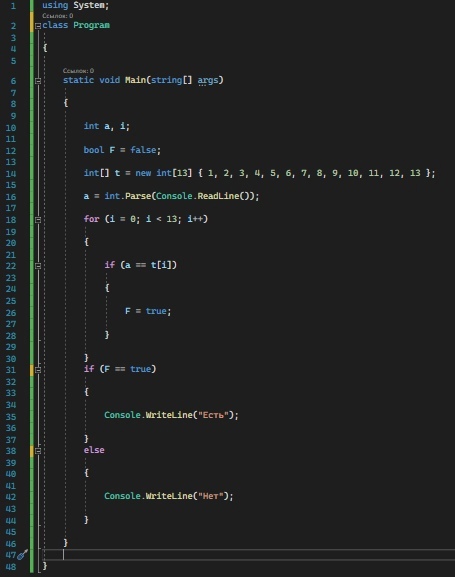 1 using System;
Ссылок: 0
2 class Program
3
4 {
5
Ссылок: 0
6 static void Main(string[] args)
7
8 {
9
10 int a, i;
11
12 bool F = false;
13
14 int[] t = new int[13] { 1, 2, 3, 4, 5, 6, 7, 8, 9, 10, 11, 12, 13 };
15
16 a = int.Parse(Console.ReadLine());
17
18 for (i = 0; i < 13; i++)
19
20 {
21
22 if (a == t[i])
23
24 {
25
26 F = true;
27
28 }
29
30 }
31 if (F == true)
32
33 {
34
35 Console.WriteLine("Есть");
36
37 }
38 else
39
40 {
41
42 Console.WriteLine("Нет");
43
44 }
45
46 }
47
48 }